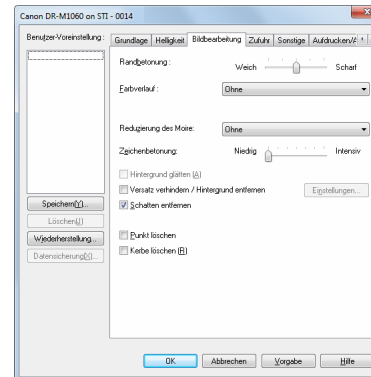 Canon DR-M1060 on STI - 0014
Benutzer-Voreinstellung :
Grundlage Helligkeit Bildbearbeitung Zufuhr Sonstige Aufdrucken/
Randbetonung :
Weich Scharf
Farbverlauf :
Ohne
Reduzierung des Moire:
Ohne
Zeichenbetonung:
Niedrig Intensiv
Hintergrund glätten (A)
Versatz verhindern / Hintergrund entfernen
Einstellungen...
Schatten entfernen
Punkt löschen
Kerbe löschen (R)
Speichern(Y)...
Löschen(J)
Wiederherstellung...
Datensicherung(X)...
OK Abbrechen Vorgabe Hilfe